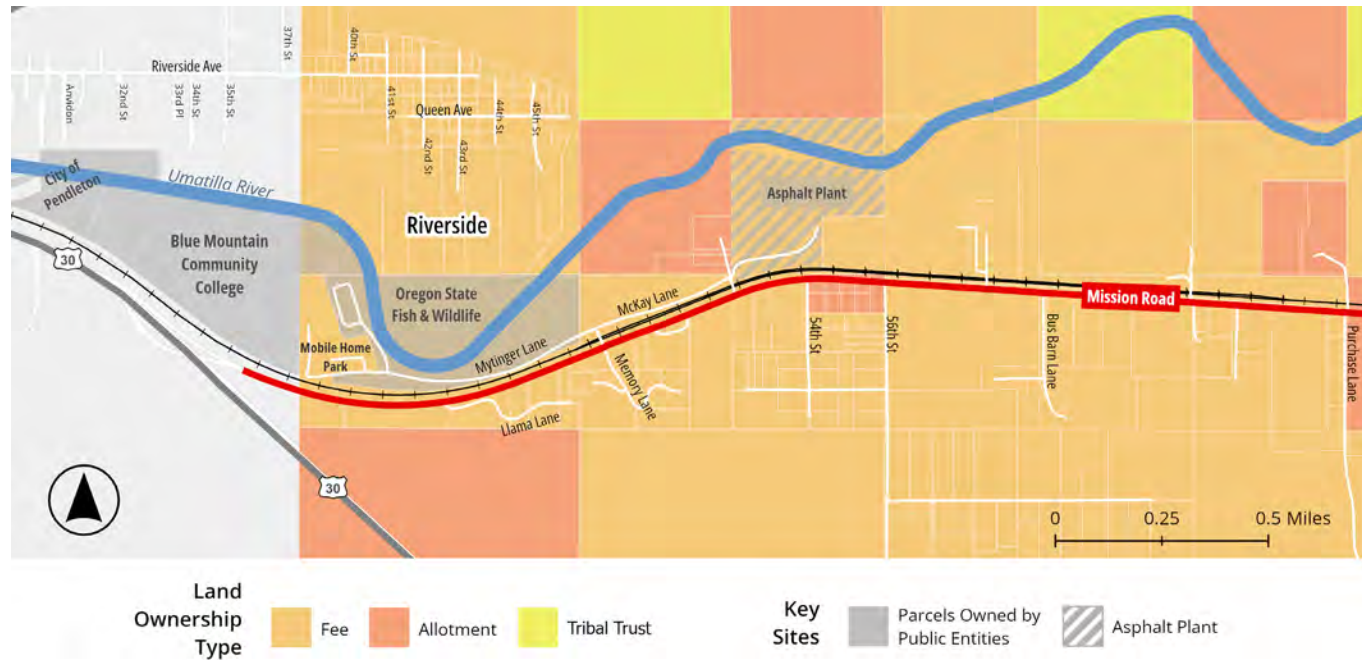 37th St
40th St
Riverside Ave
Anvidon
32nd St
33rd Pl
34th St
35th St
41st St
Queen Ave
44th St
45th St
42nd St
43rd St
City of
Pendleton
Umatilla River
Riverside
Asphalt Plant
30
Blue Mountain
Community
College
Oregon State
Fish & Wildlife
McKay Lane
Mission Road
Mobile Home
Park
Mytinger Lane
Memory Lane
54th St
56th St
Bus Barn Lane
Purchase Lane
Llama Lane
30
0
0.25
0.5 Miles
Land
Ownership
Type
Fee
Allotment
Tribal Trust
Key
Sites
Parcels Owned by
Public Entities
Asphalt Plant